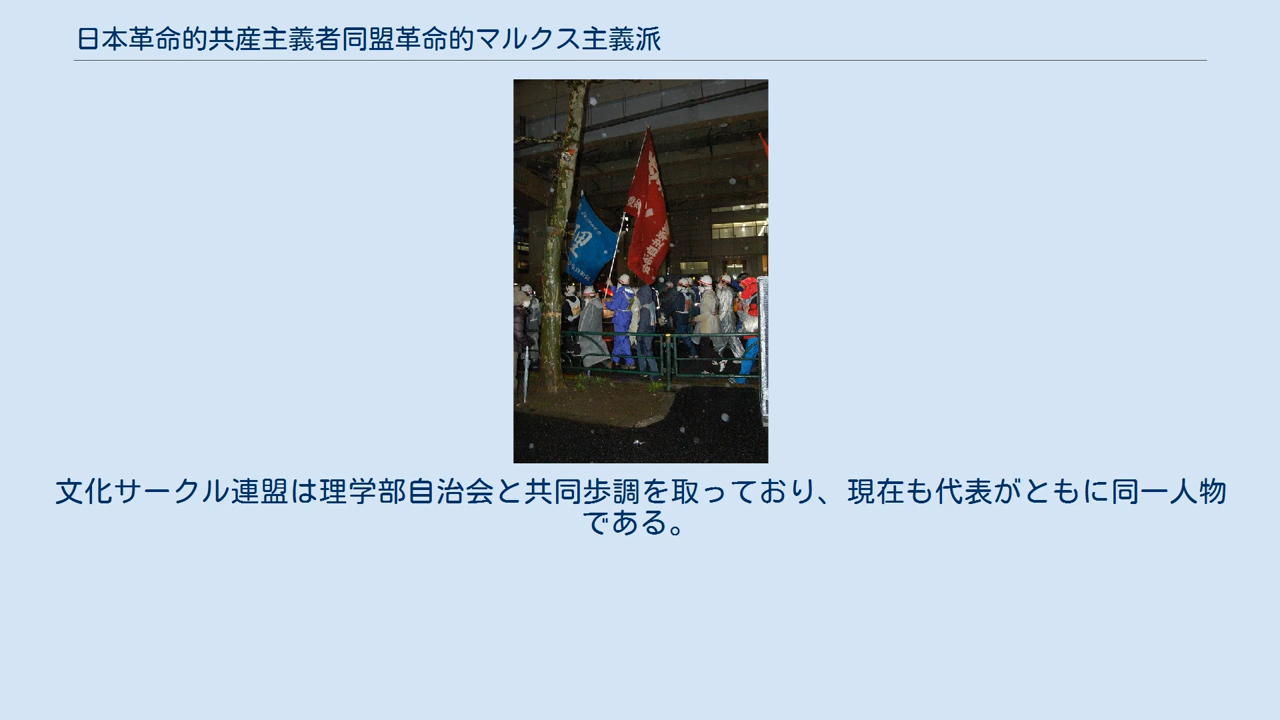 日本革命的共産主義者同盟革命的マルクス主義派
理
文化サークル連盟は理学部自治会と共同歩調を取っており、現在も代表がともに同一人物
である。